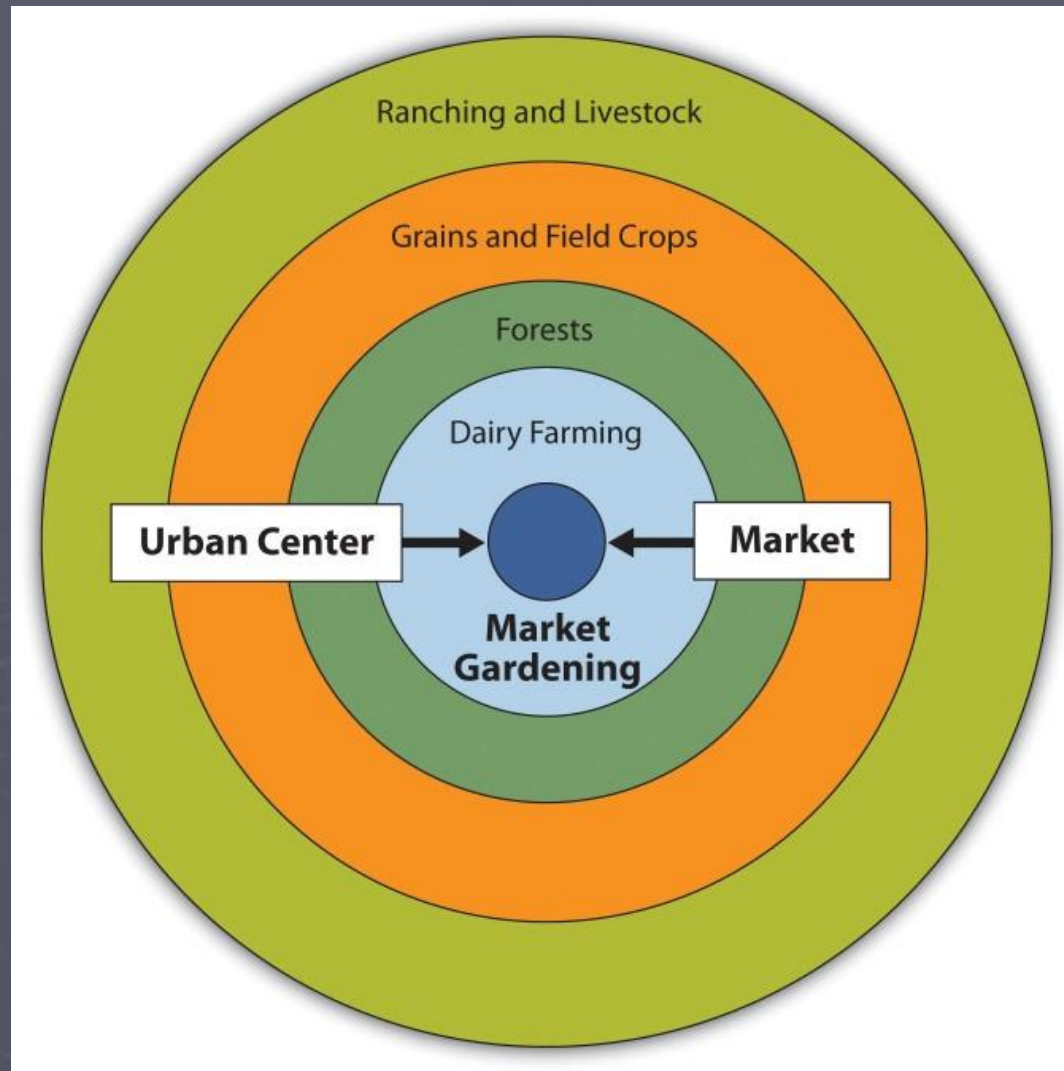 Ranching and Livestock
Grains and Field Crops
Forests
Dairy Farming
Urban Center
Market
Market
Gardening